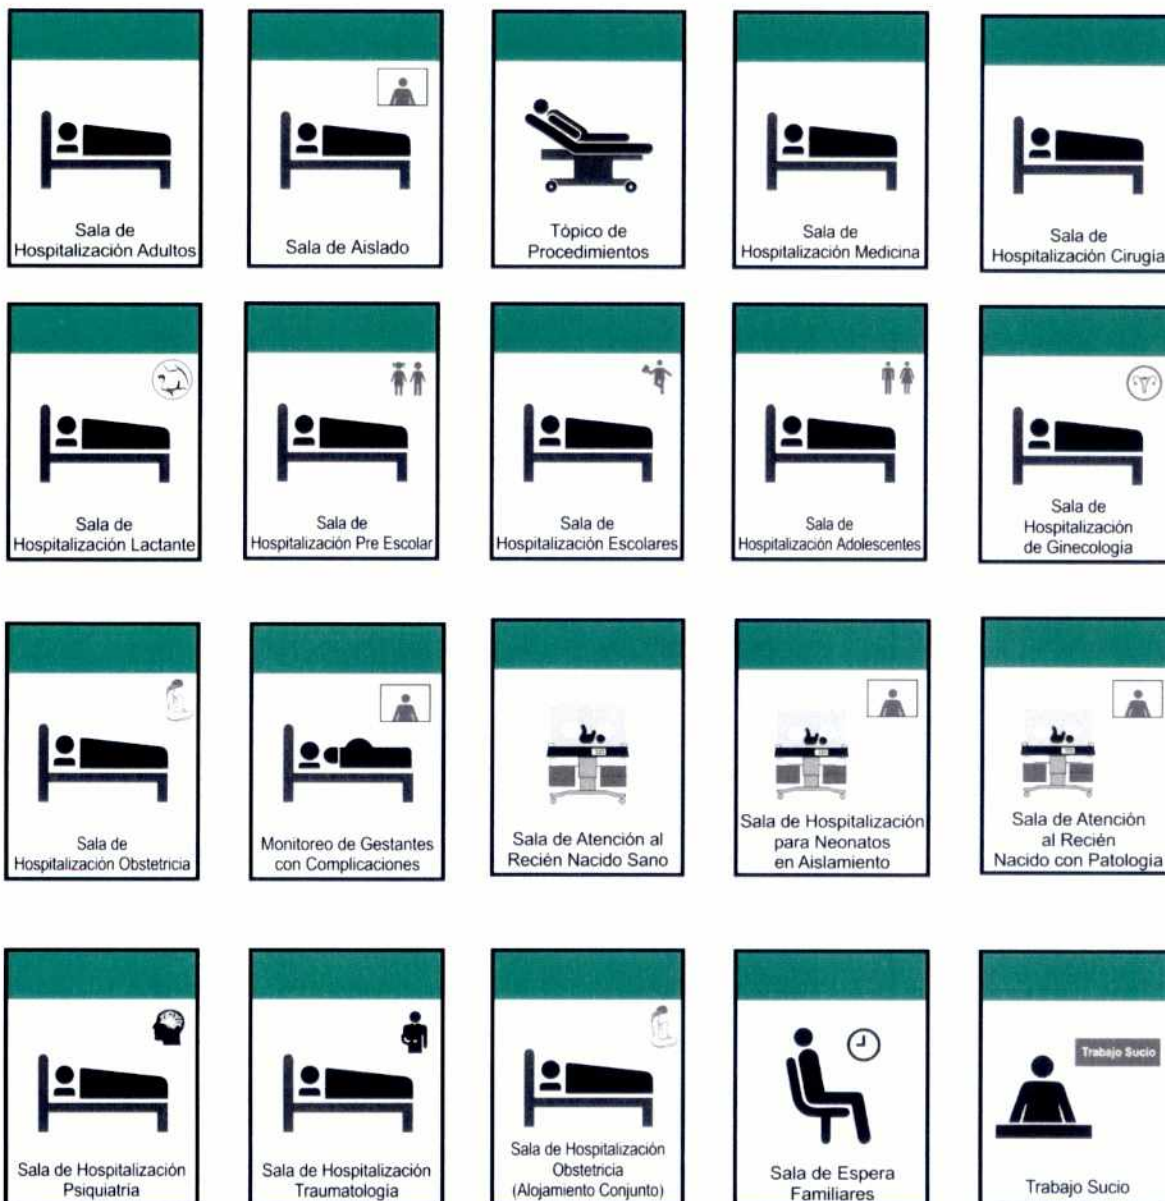 Sala de
Hospitalización Adultos
Sala de Aislado
Tópico de
Procedimientos
Sala de
Hospitalización Medicina
Sala de
Hospitalización Cirugía
Sala de
Hospitalización Lactante
Sala de
Hospitalización Pre Escolar
Sala de
Hospitalización Escolares
Sala de
Hospitalización Adolescentes
Sala de
Hospitalización
de Ginecología
Sala de
Hospitalización Obstetricia
Monitoreo de Gestantes
con Complicaciones
Sala de Atención al
Recién Nacido Sano
Sala de Hospitalización
para Neonatos
en Aislamiento
Sala de Atención
al Recién
Nacido con Patología
Sala de Hospitalización
Psiquiatría
Sala de Hospitalización
Traumatología
Sala de Hospitalización
Obstetricia
(Alojamiento Conjunto)
Sala de Espera
Familiares
Trabajo Sucio
Trabajo Sucio